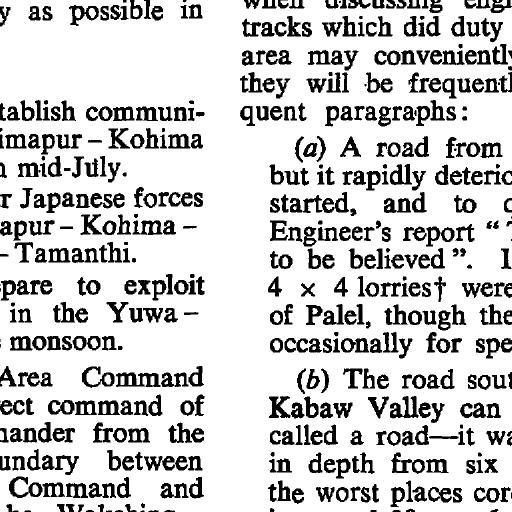 y as possible in
tablish communi-
imapur – Kohima
mid-July.
r Japanese forces
apur – Kohima –
– Tamanthi.
pare to exploit
in the Yuwa –
monsoon.
Area Command
ect command of
ander from the
undary between
Command and
when discussing
tracks which did duty
area may conveniently
they will be frequentl
quent paragraphs:
(a) A road from
but it rapidly deterio
started, and to
Engineer's report "
to be believed". I
4 × 4 lorries† were
of Palel, though the
occasionally for spe
(b) The road sout
Kabaw Valley can
called a road—it wa
in depth from six
the worst places cor